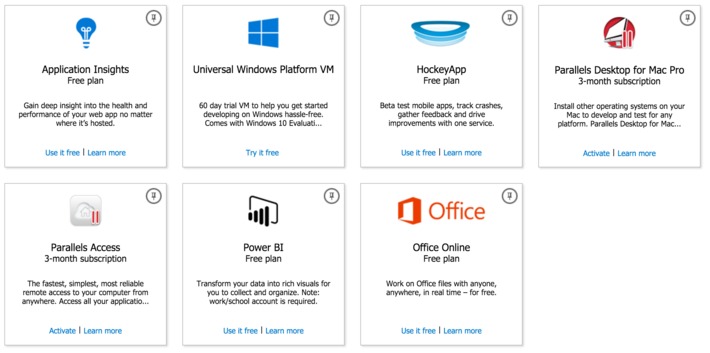 Application Insights
Free plan
Gain deep insight into the health and
performance of your web app no matter
where it's hosted.
Use it free | Learn more
Universal Windows Platform VM
60 day trial VM to help you get started
developing on Windows hassle-free.
Comes with Windows 10 Evaluati...
Try it free
HockeyApp
Free plan
Beta test mobile apps, track crashes,
gather feedback and drive
improvements with one service.
Use it free | Learn more
Parallels Desktop for Mac Pro
3-month subscription
Install other operating systems on your
Mac to develop and test for any
platform. Parallels Desktop for Mac...
Activate | Learn more
Parallels Access
3-month subscription
The fastest, simplest, most reliable
remote access to your computer from
anywhere. Access all your applicatio...
Activate | Learn more
Power BI
Free plan
Transform your data into rich visuals for
you to collect and organize. Note:
work/school account is required.
Use it free | Learn more
Office
Office Online
Free plan
Work on Office files with anyone,
anywhere, in real time – for free.
Use it free | Learn more